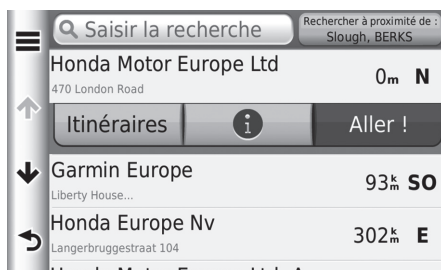 Saisir la recherche
Rechercher à proximité de :
Slough, BERKS
Honda Motor Europe Ltd
470 London Road
0m N
Itinéraires
Aller !
Garmin Europe
Liberty House...
93km SO
Honda Europe Nv
Langerbruggestraat 104
302km E